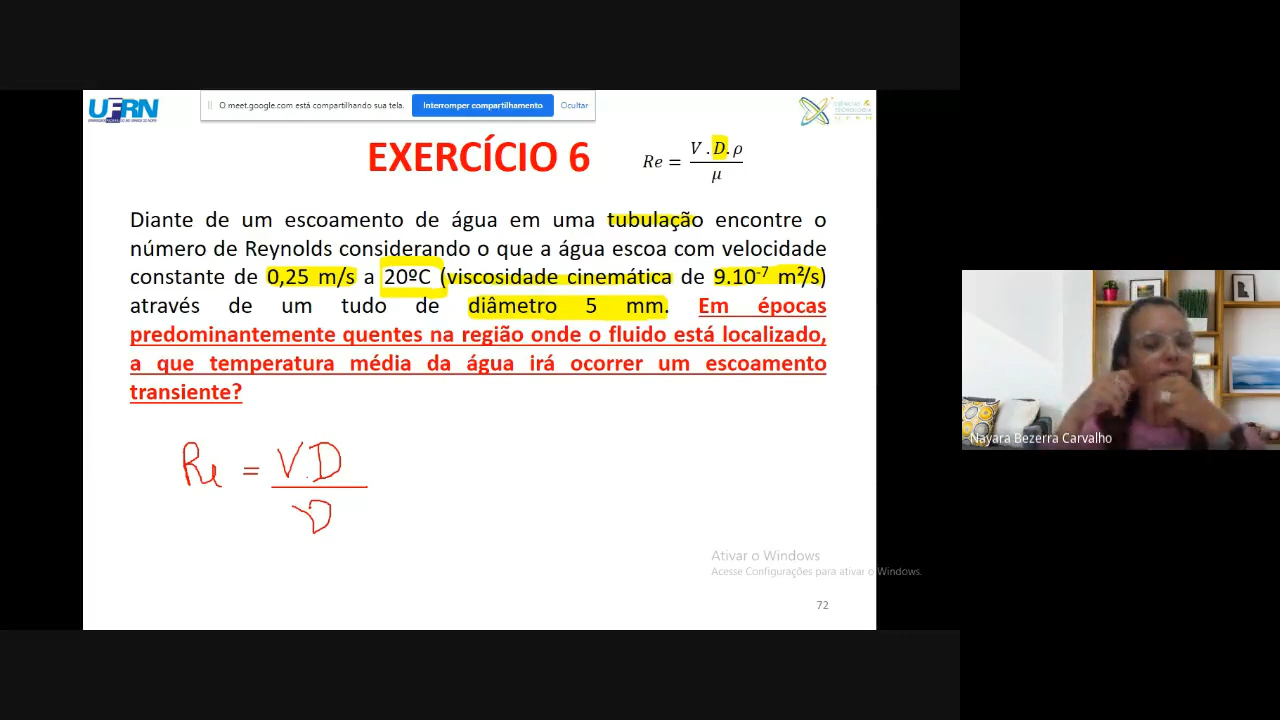 UFRN
O meet.google.com está compartilhando sua tela. Interromper compartilhamento Ocultar
EXERCÍCIO 6
Re = V . D. ρ / μ
Diante de um escoamento de água em uma tubulação encontre o
número de Reynolds considerando o que a água escoa com velocidade
constante de 0,25 m/s a 20ºC (viscosidade cinemática de 9.10⁻⁷ m²/s)
através de um tudo de diâmetro 5 mm. Em épocas
predominantemente quentes na região onde o fluido está localizado,
a que temperatura média da água irá ocorrer um escoamento
transiente?
Re = V.D / ν
Nayara Bezerra Carvalho
Ativar o Windows
Acesse Configurações para ativar o Windows.
72